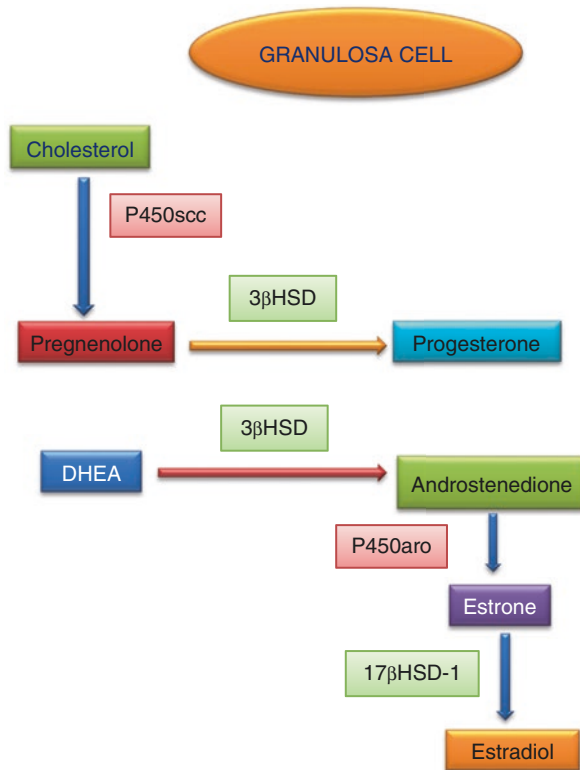 GRANULOSA CELL
Cholesterol
P450scc
3βHSD
Pregnenolone
Progesterone
3βHSD
DHEA
Androstenedione
P450aro
Estrone
17βHSD-1
Estradiol